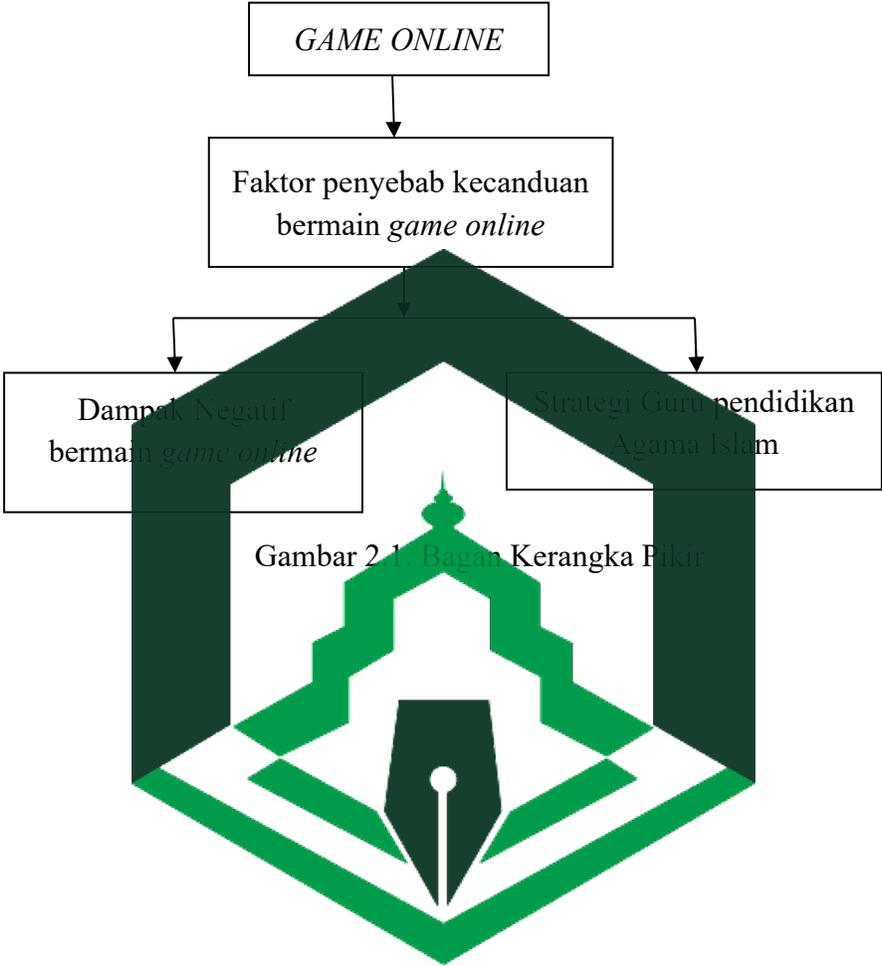 GAME ONLINE
Faktor penyebab kecanduan
bermain game online
Dampak Negatif
bermain game online
Strategi Guru pendidikan
Agama Islam
Gambar 2.1. Bagan Kerangka Pikir